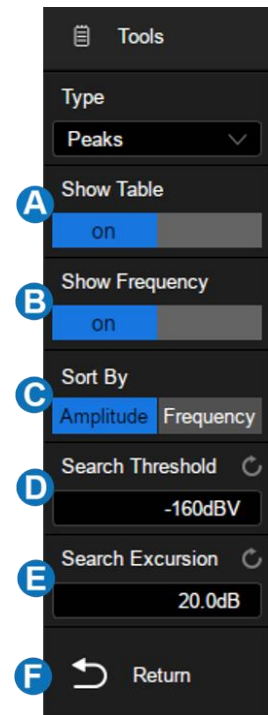 Tools
Type
Peaks
A
Show Table
on
B
Show Frequency
on
C
Sort By
Amplitude Frequency
D
Search Threshold
-160dBV
E
Search Excursion
20.0dB
F
Return